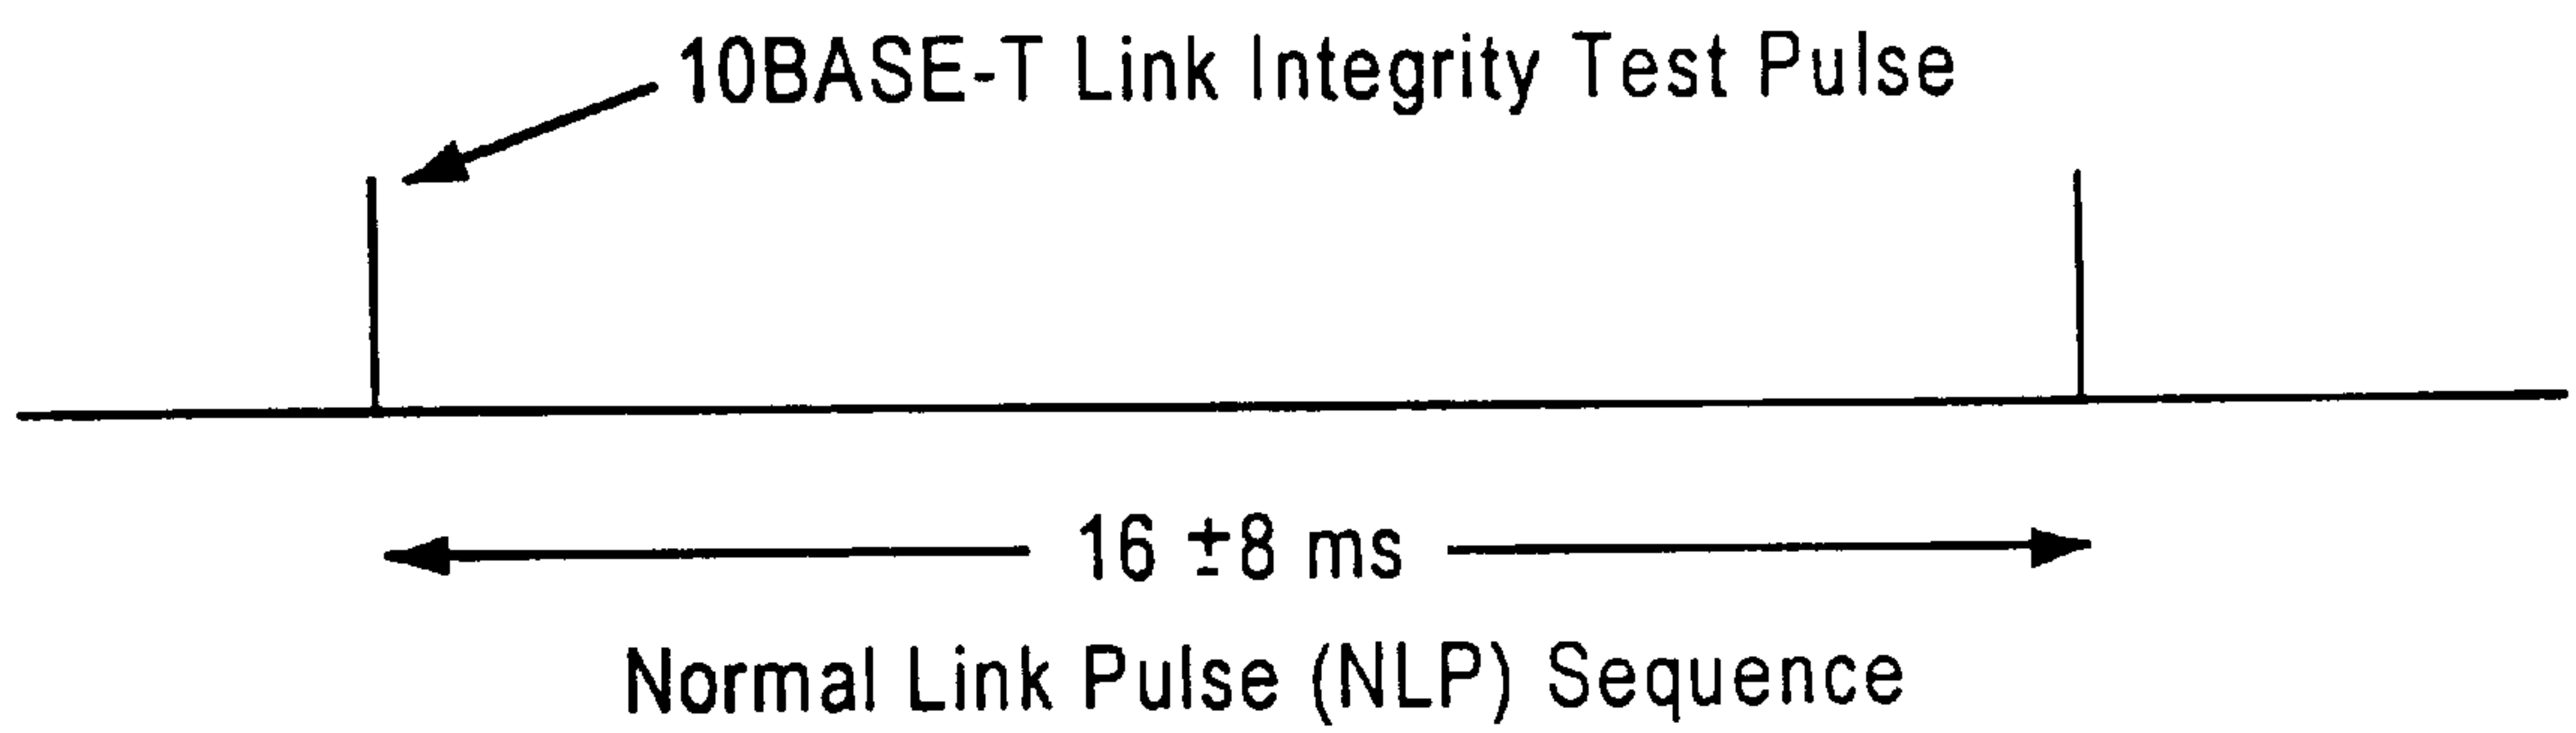 10BASE-T Link Integrity Test Pulse
16 ±8 ms
Normal Link Pulse (NLP) Sequence